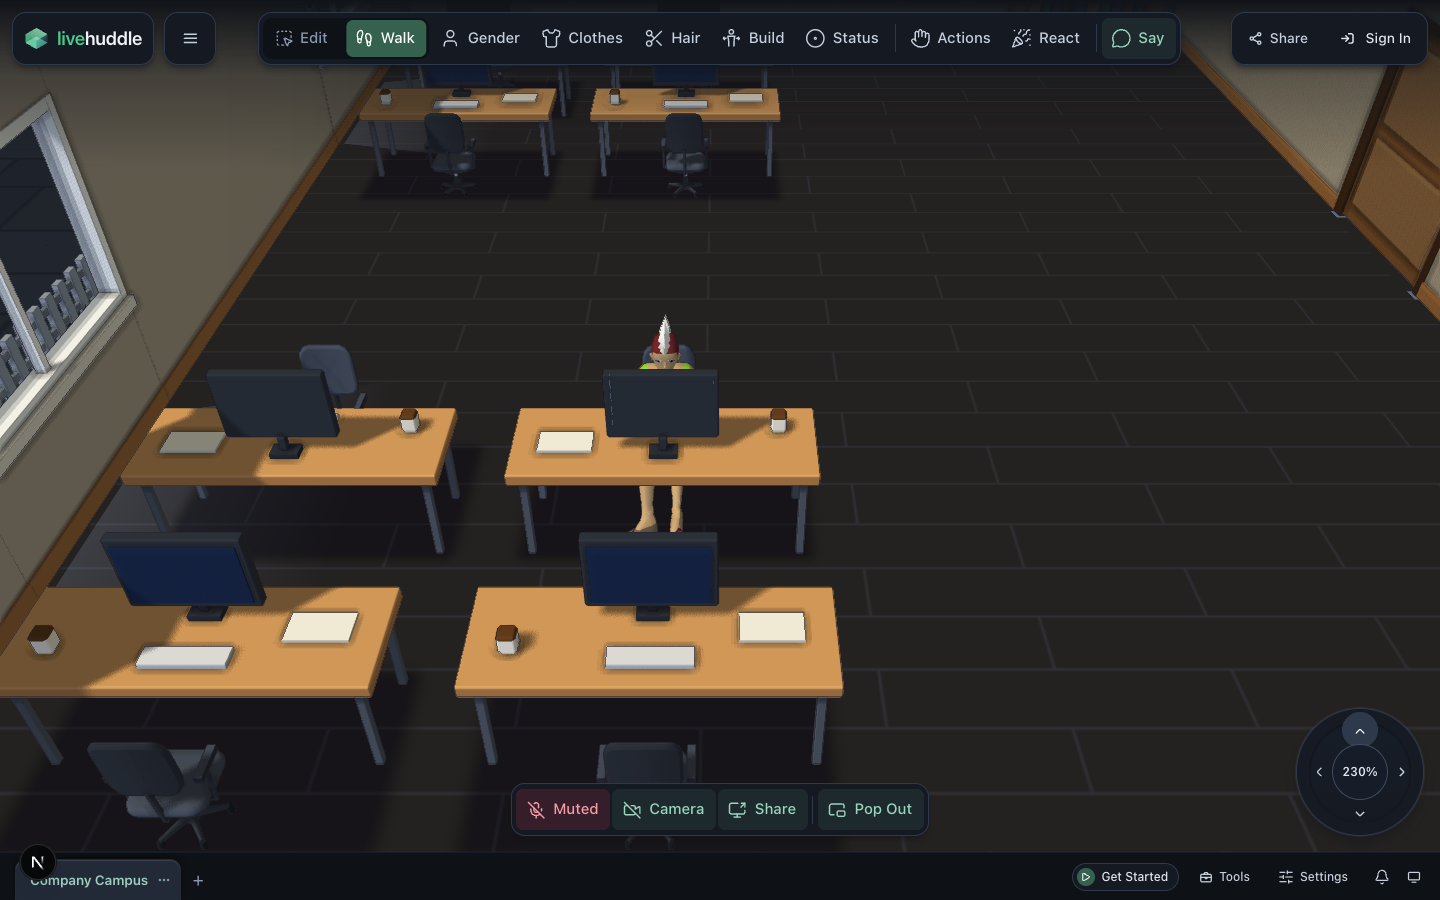 livehuddle
Edit
Walk
Gender
Clothes
Hair
Build
Status
Actions
React
Say
Share
Sign In
230%
Muted
Camera
Share
Pop Out
N
Company Campus
Get Started
Tools
Settings